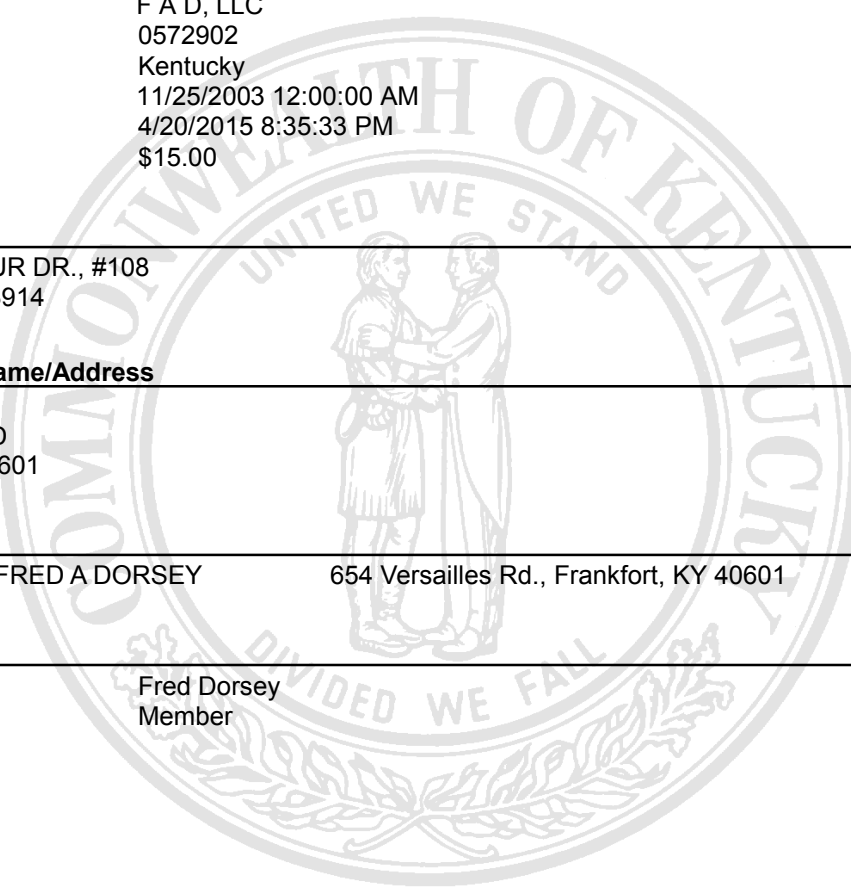 F A D, LLC
0572902
Kentucky
11/25/2003 12:00:00 AM
4/20/2015 8:35:33 PM
$15.00
COMMONWEALTH OF KENTUCKY
UNITED WE STAND
UR DR., #108
914
ame/Address
601
FRED A DORSEY 654 Versailles Rd., Frankfort, KY 40601
DIVIDED WE FALL
Fred Dorsey
Member